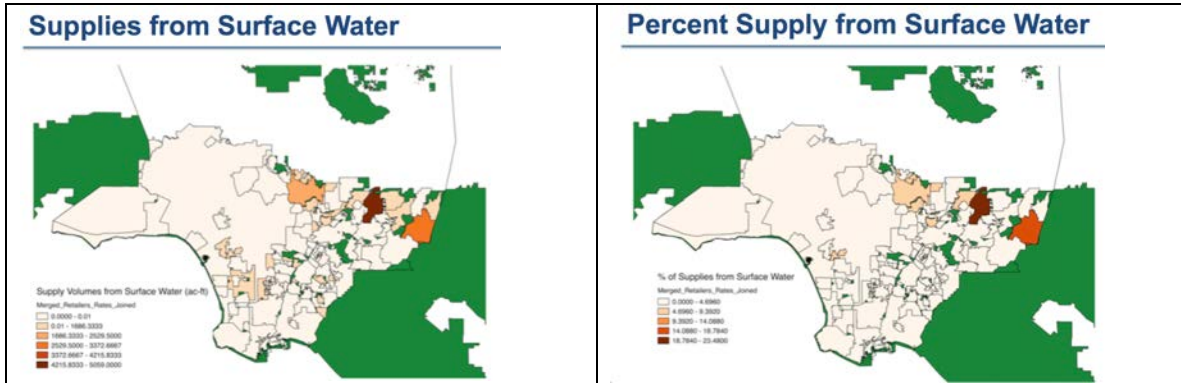 Supplies from Surface Water
Supply Volumes from Surface Water (ac-ft)
Merged_Retailers_Rates_Joined
0.0000 - 0.01
0.01 - 1686.3333
1686.3333 - 2529.5000
2529.5000 - 3372.6667
3372.6667 - 4215.8333
4215.8333 - 5059.0000
Percent Supply from Surface Water
% of Supplies from Surface Water
Merged_Retailers_Rates_Joined
0.0000 - 4.6960
4.6960 - 9.3920
9.3920 - 14.0880
14.0880 - 18.7840
18.7840 - 23.4800